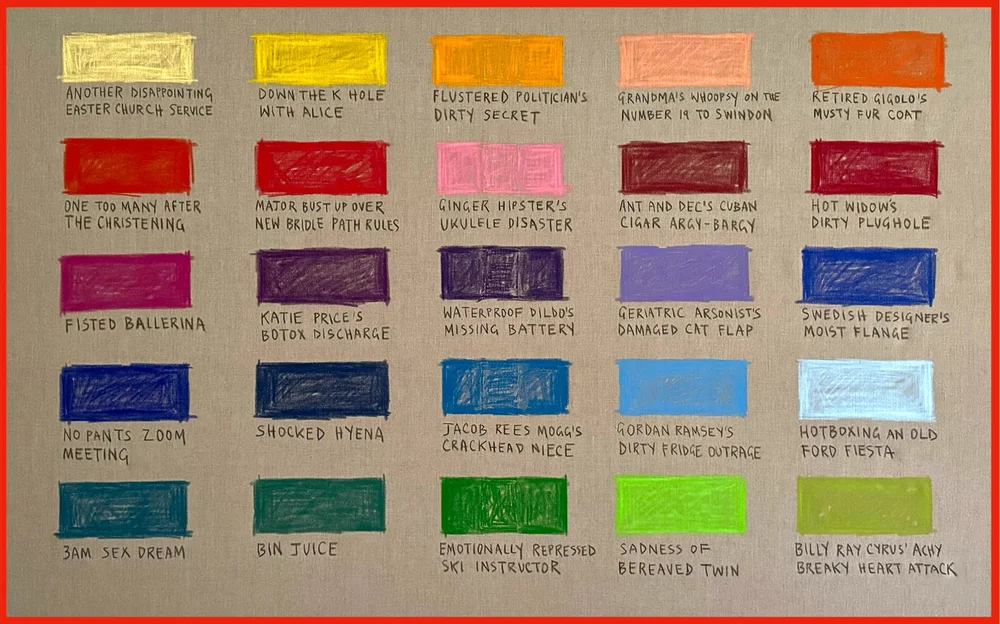 ANOTHER DISAPPOINTING
EASTER CHURCH SERVICE
DOWN THE K HOLE
WITH ALICE
FLUSTERED POLITICIAN'S
DIRTY SECRET
GRANDMA'S WHOOPSY ON THE
NUMBER 19 TO SWINDON
RETIRED GIGOLO'S
MUSTY FUR COAT
ONE TOO MANY AFTER
THE CHRISTENING
MAJOR BUST UP OVER
NEW BRIDLE PATH RULES
GINGER HIPSTER'S
UKULELE DISASTER
ANT AND DEC'S CUBAN
CIGAR ARGY-BARGY
HOT WIDOW'S
DIRTY PLUGHOLE
FISTED BALLERINA
KATIE PRICE'S
BOTOX DISCHARGE
WATERPROOF DILDO'S
MISSING BATTERY
GERIATRIC ARSONIST'S
DAMAGED CAT FLAP
SWEDISH DESIGNER'S
MOIST FLANGE
NO PANTS ZOOM
MEETING
SHOCKED HYENA
JACOB REES MOGG'S
CRACKHEAD NIECE
GORDAN RAMSEY'S
DIRTY FRIDGE OUTRAGE
HOTBOXING AN OLD
FORD FIESTA
3AM SEX DREAM
BIN JUICE
EMOTIONALLY REPRESSED
SKI INSTRUCTOR
SADNESS OF
BEREAVED TWIN
BILLY RAY CYRUS' ACHY
BREAKY HEART ATTACK